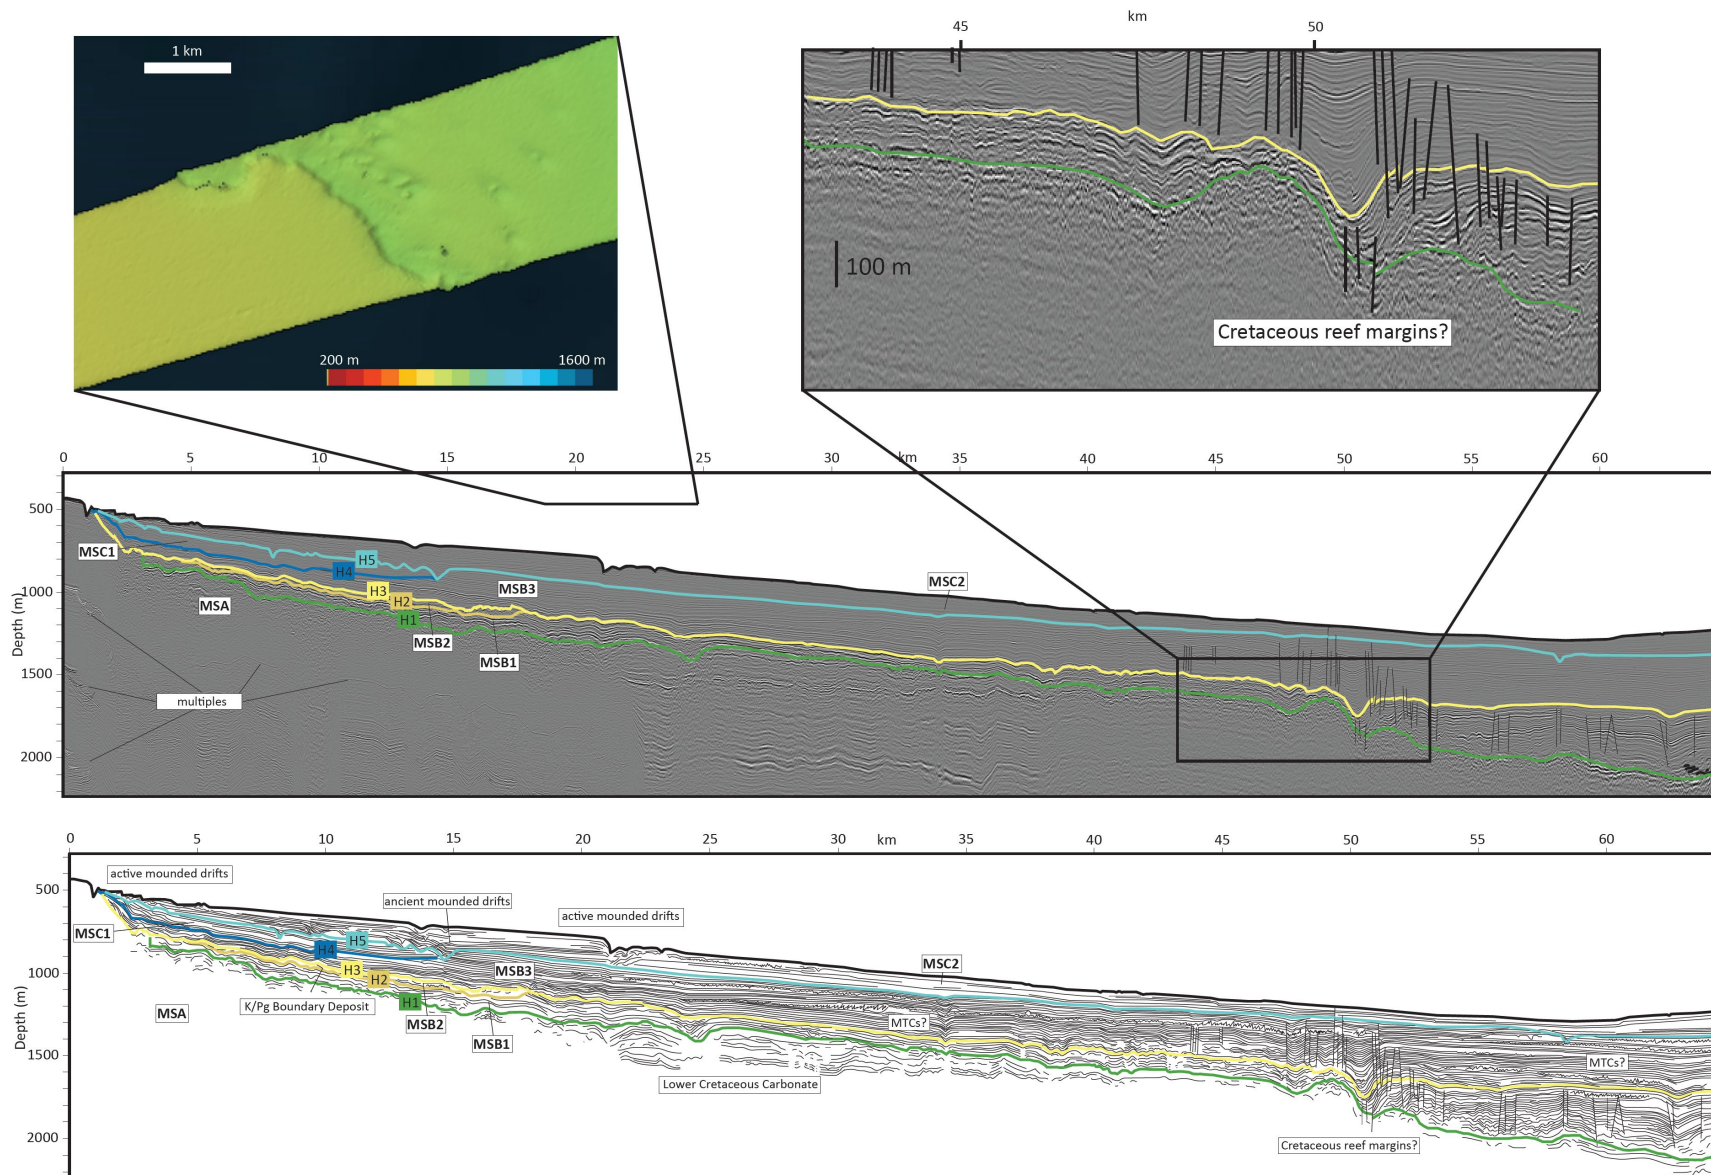 km
45 50
1 km
200 m 1600 m
100 m
Cretaceous reef margins?
0 5 10 15 20 25 30 km 35 40 45 50 55 60
Depth (m)
500
1000
1500
2000
MSC1
H5
H4
MSC2
MSB3
H3
H2
MSA
H1
MSB2
MSB1
multiples
0 5 10 15 20 25 30 km 35 40 45 50 55 60
Depth (m)
500
1000
1500
2000
active mounded drifts
ancient mounded drifts
active mounded drifts
MSC1
H5
H4
MSC2
H3
MSB3
H2
K/Pg Boundary Deposit
H1
MSA
MSB2
MTCs?
MSB1
MTCs?
Lower Cretaceous Carbonate
Cretaceous reef margins?